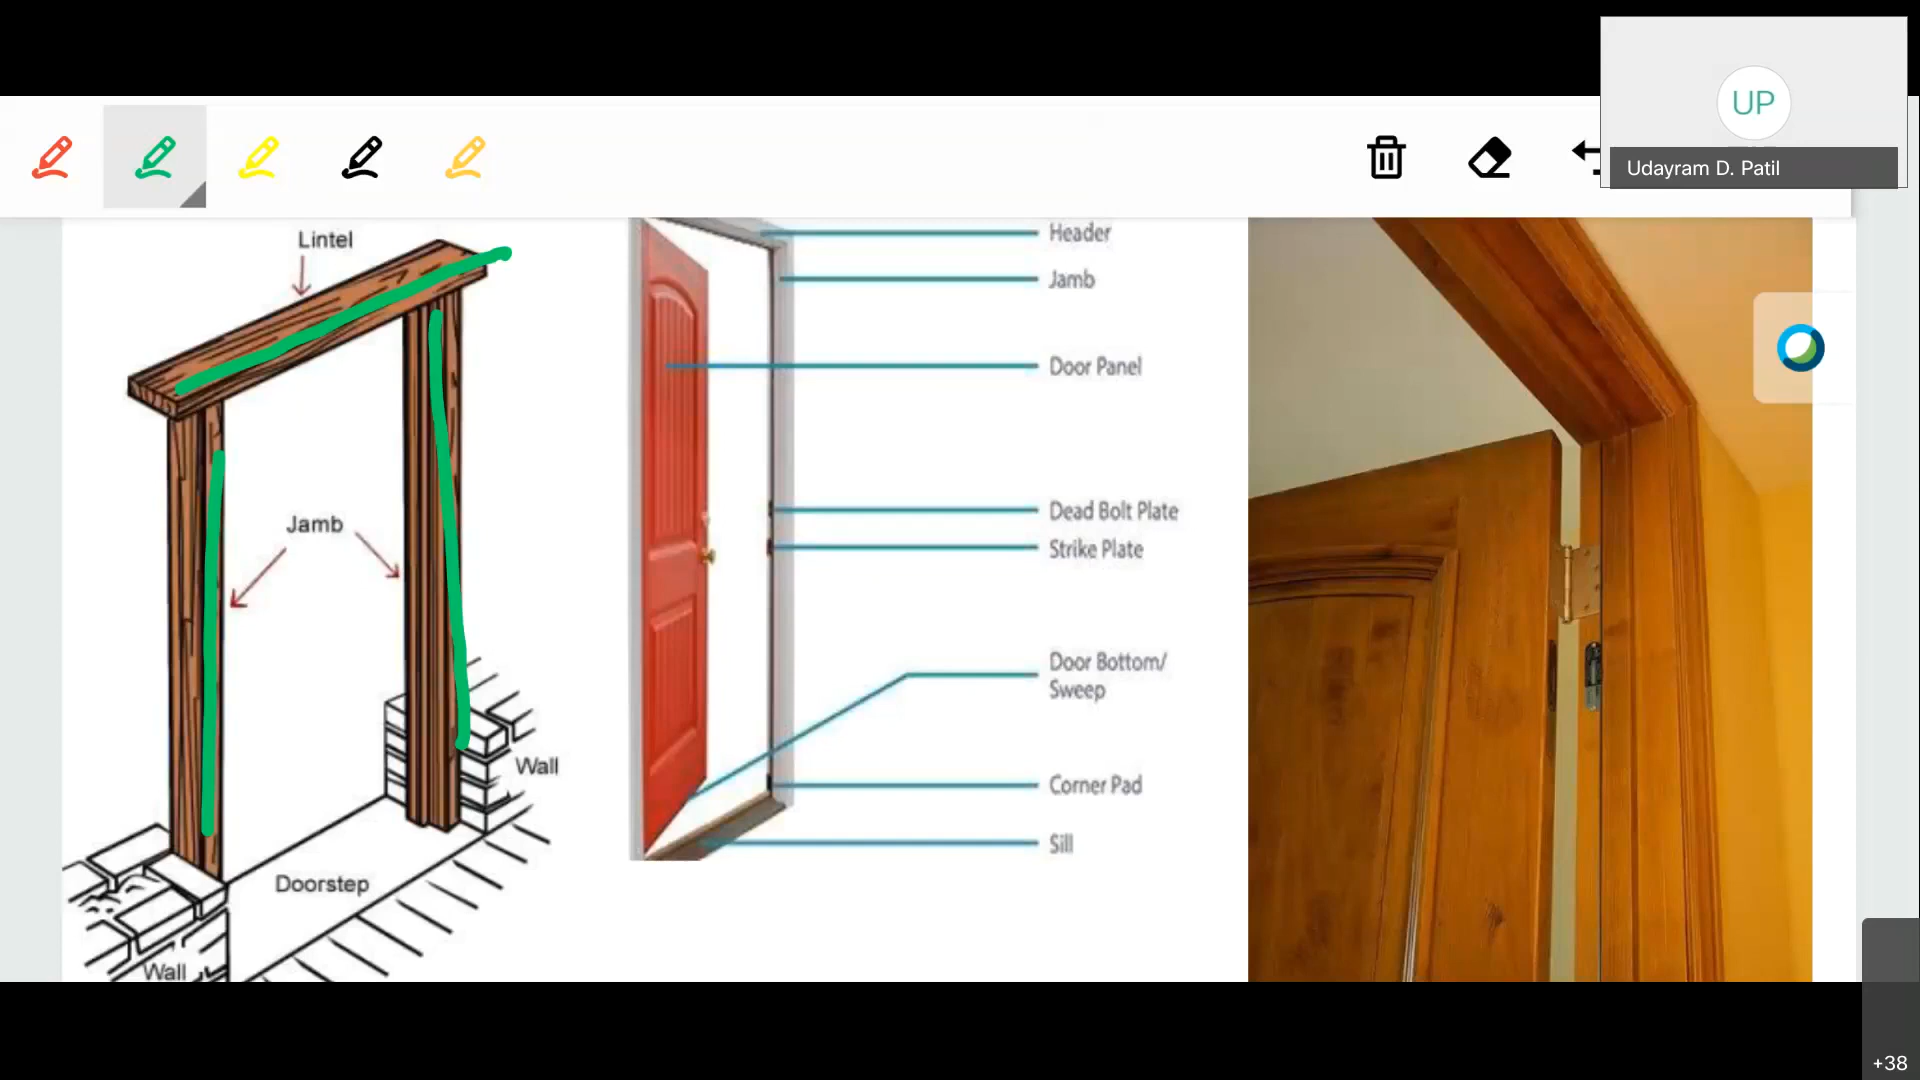 UP
Udayram D. Patil
Lintel
Jamb
Wall
Doorstep
Wall
Header
Jamb
Door Panel
Dead Bolt Plate
Strike Plate
Door Bottom/
Sweep
Corner Pad
Sill
+38